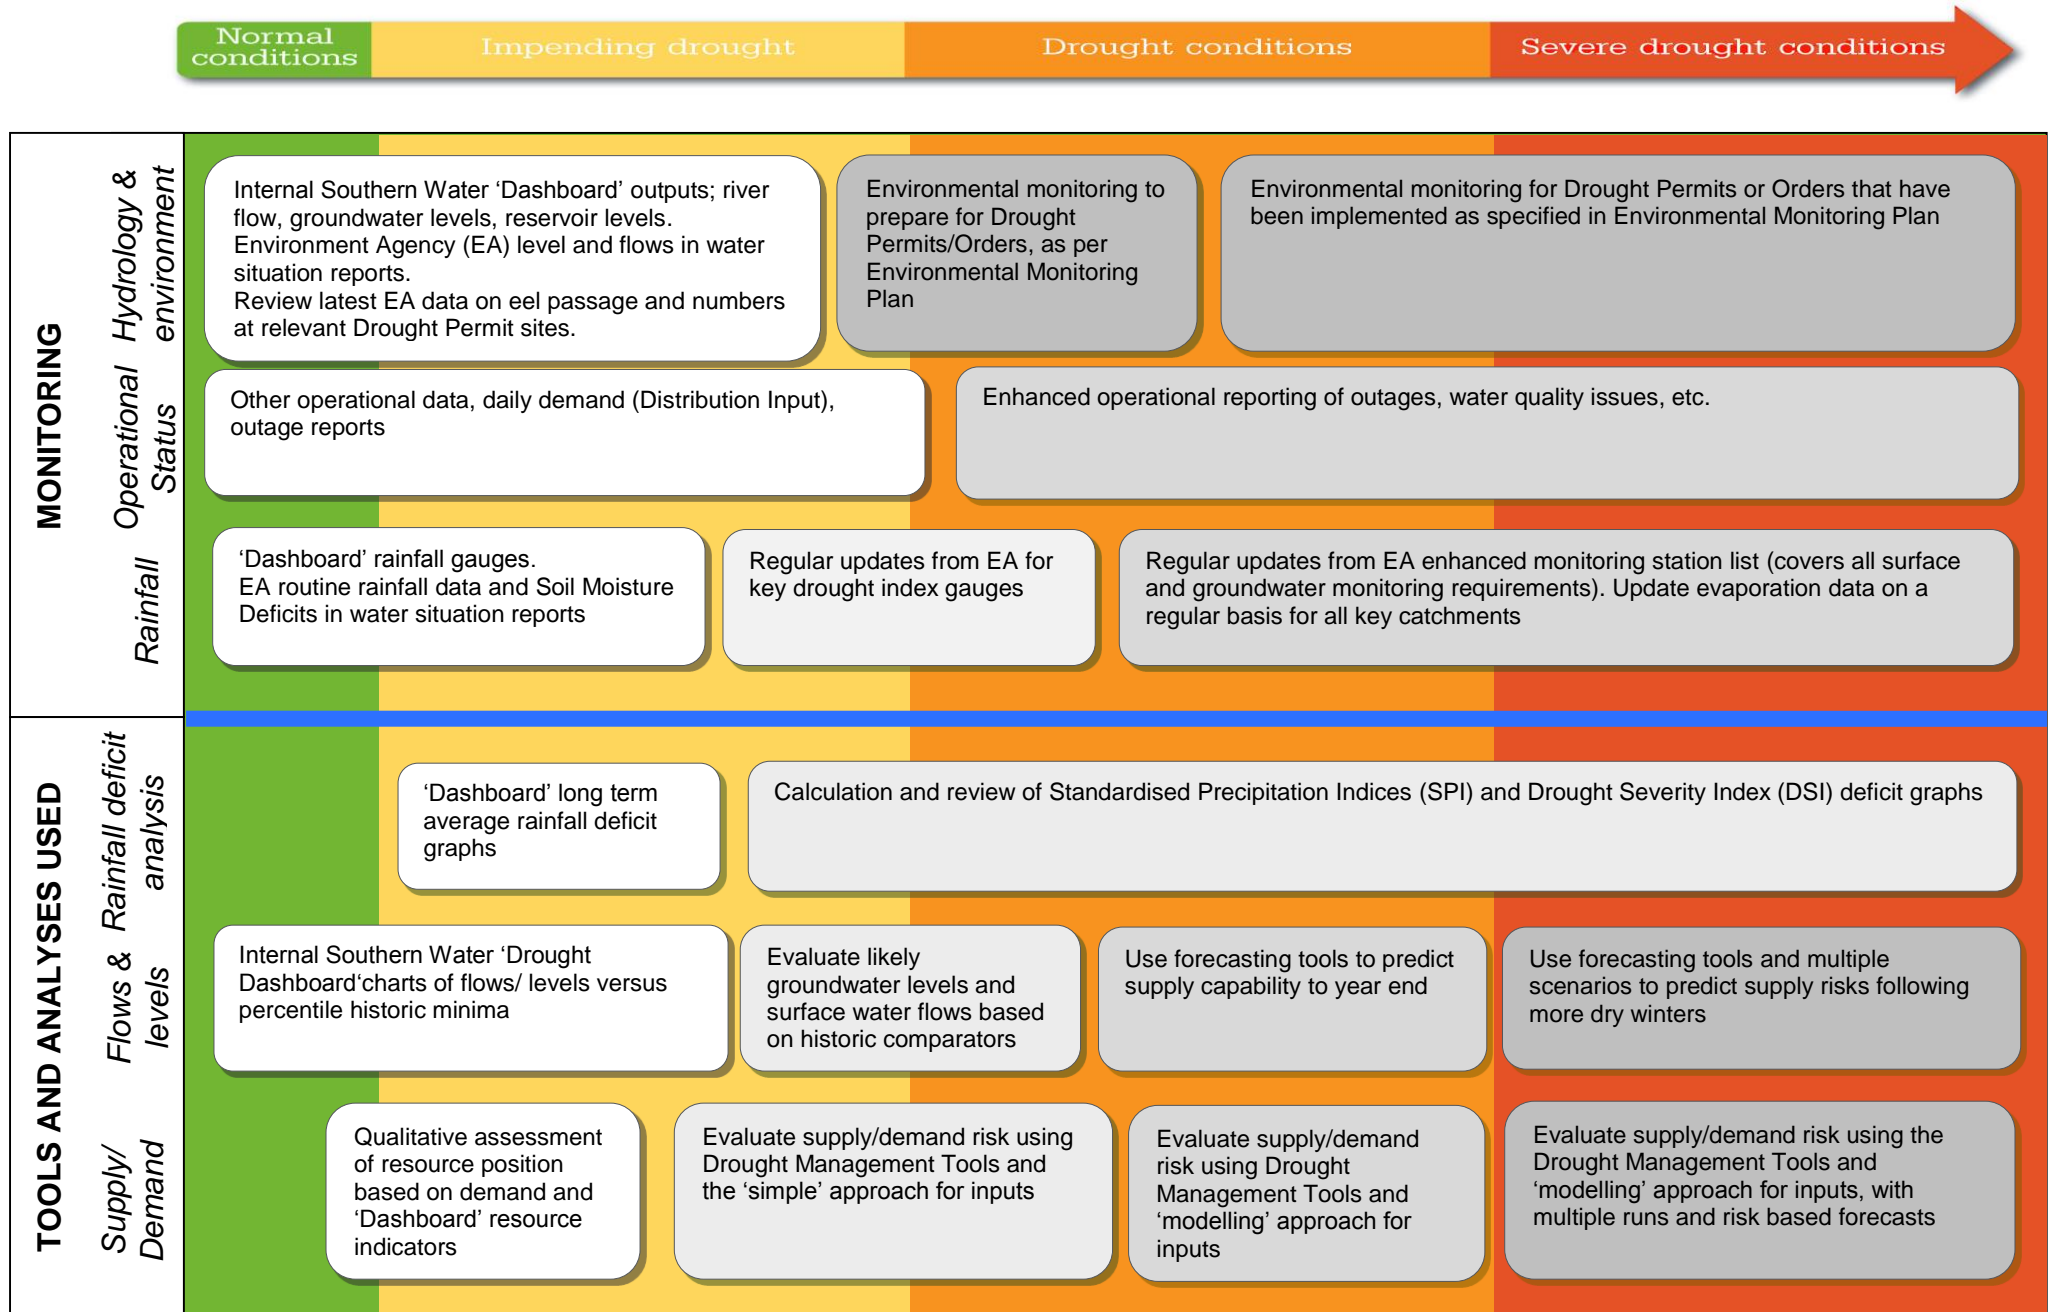 Normal
conditions
Impending drought
Drought conditions
Severe drought conditions
MONITORING
Hydrology &
environment
Internal Southern Water ‘Dashboard’ outputs; river
flow, groundwater levels, reservoir levels.
Environment Agency (EA) level and flows in water
situation reports.
Review latest EA data on eel passage and numbers
at relevant Drought Permit sites.
Environmental monitoring to
prepare for Drought
Permits/Orders, as per
Environmental Monitoring
Plan
Environmental monitoring for Drought Permits or Orders that have
been implemented as specified in Environmental Monitoring Plan
Operational
Status
Other operational data, daily demand (Distribution Input),
outage reports
Enhanced operational reporting of outages, water quality issues, etc.
Rainfall
‘Dashboard’ rainfall gauges.
EA routine rainfall data and Soil Moisture
Deficits in water situation reports
Regular updates from EA for
key drought index gauges
Regular updates from EA enhanced monitoring station list (covers all surface
and groundwater monitoring requirements). Update evaporation data on a
regular basis for all key catchments
TOOLS AND ANALYSES USED
Rainfall deficit
analysis
‘Dashboard’ long term
average rainfall deficit
graphs
Calculation and review of Standardised Precipitation Indices (SPI) and Drought Severity Index (DSI) deficit graphs
Flows &
levels
Internal Southern Water ‘Drought
Dashboard‘charts of flows/ levels versus
percentile historic minima
Evaluate likely
groundwater levels and
surface water flows based
on historic comparators
Use forecasting tools to predict
supply capability to year end
Use forecasting tools and multiple
scenarios to predict supply risks following
more dry winters
Supply/
Demand
Qualitative assessment
of resource position
based on demand and
‘Dashboard’ resource
indicators
Evaluate supply/demand risk using
Drought Management Tools and
the ‘simple’ approach for inputs
Evaluate supply/demand
risk using Drought
Management Tools and
‘modelling’ approach for
inputs
Evaluate supply/demand risk using the
Drought Management Tools and
‘modelling’ approach for inputs, with
multiple runs and risk based forecasts